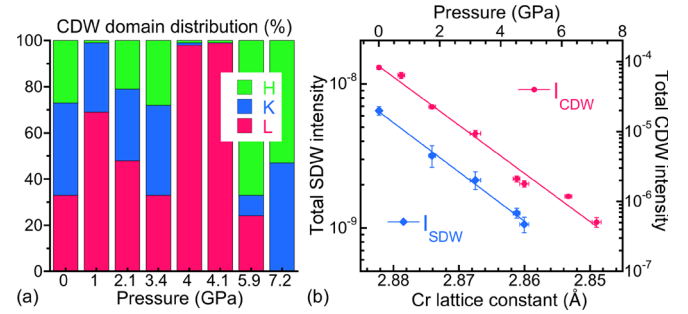 CDW domain distribution (%)
100
80
60
40
20
0
H
K
L
0 1 2.1 3.4 4 4.1 5.9 7.2
(a) Pressure (GPa)
Pressure (GPa)
0 2 4 6 8
Total SDW intensity
10⁻⁸
10⁻⁹
Total CDW intensity
10⁻⁴
10⁻⁵
10⁻⁶
10⁻⁷
I CDW
I SDW
2.88 2.87 2.86 2.85
(b) Cr lattice constant (Å)